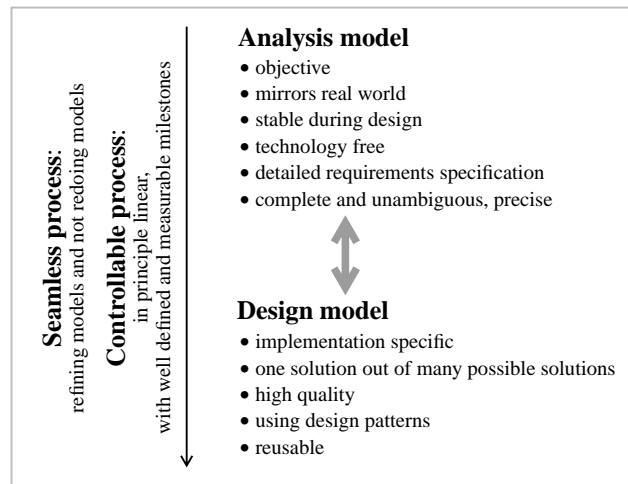 Seamless process:
refining models and not redoing models
Controllable process:
in principle linear,
with well defined and measurable milestones
Analysis model
• objective
• mirrors real world
• stable during design
• technology free
• detailed requirements specification
• complete and unambiguous, precise
Design model
• implementation specific
• one solution out of many possible solutions
• high quality
• using design patterns
• reusable